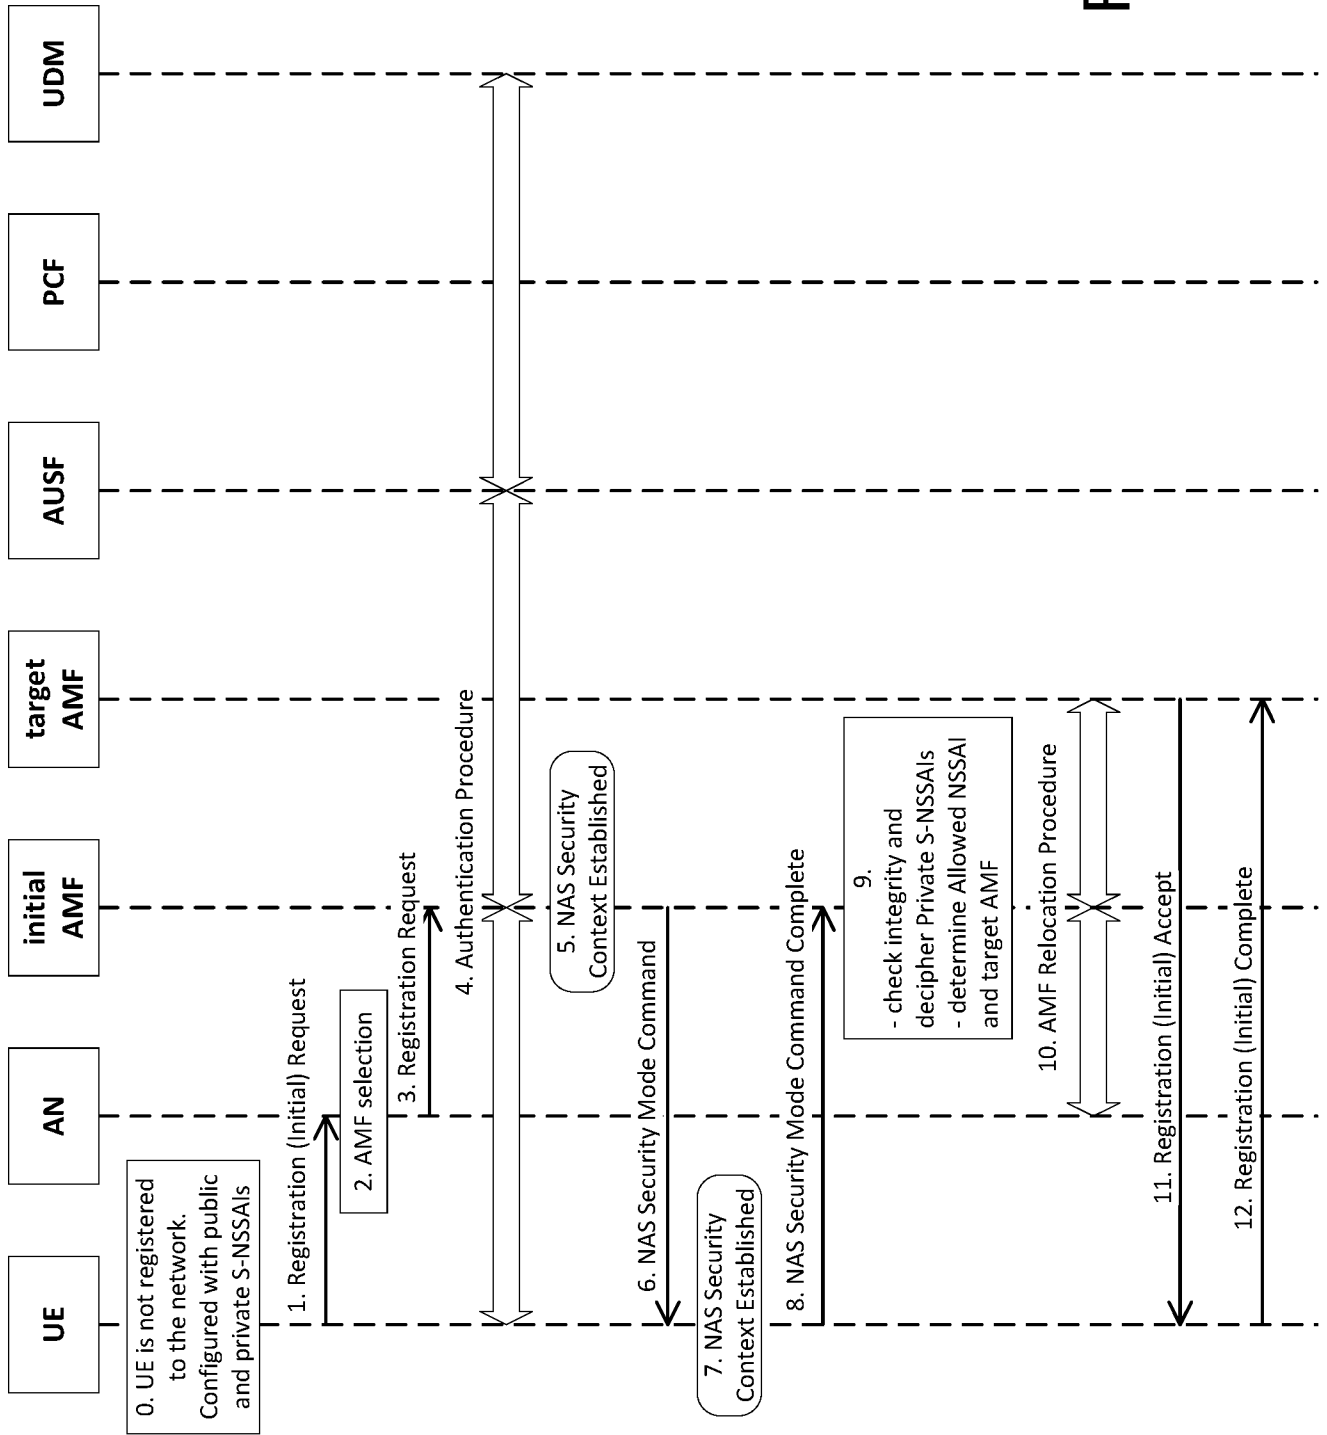 UE
AN
initial
AMF
target
AMF
AUSF
PCF
UDM
0. UE is not registered
to the network.
Configured with public
and private S-NSSAIs
1. Registration (Initial) Request
2. AMF selection
3. Registration Request
4. Authentication Procedure
5. NAS Security
Context Established
6. NAS Security Mode Command
7. NAS Security
Context Established
8. NAS Security Mode Command Complete
9.
- check integrity and
decipher Private S-NSSAIs
- determine Allowed NSSAI
and target AMF
10. AMF Relocation Procedure
11. Registration (Initial) Accept
12. Registration (Initial) Complete